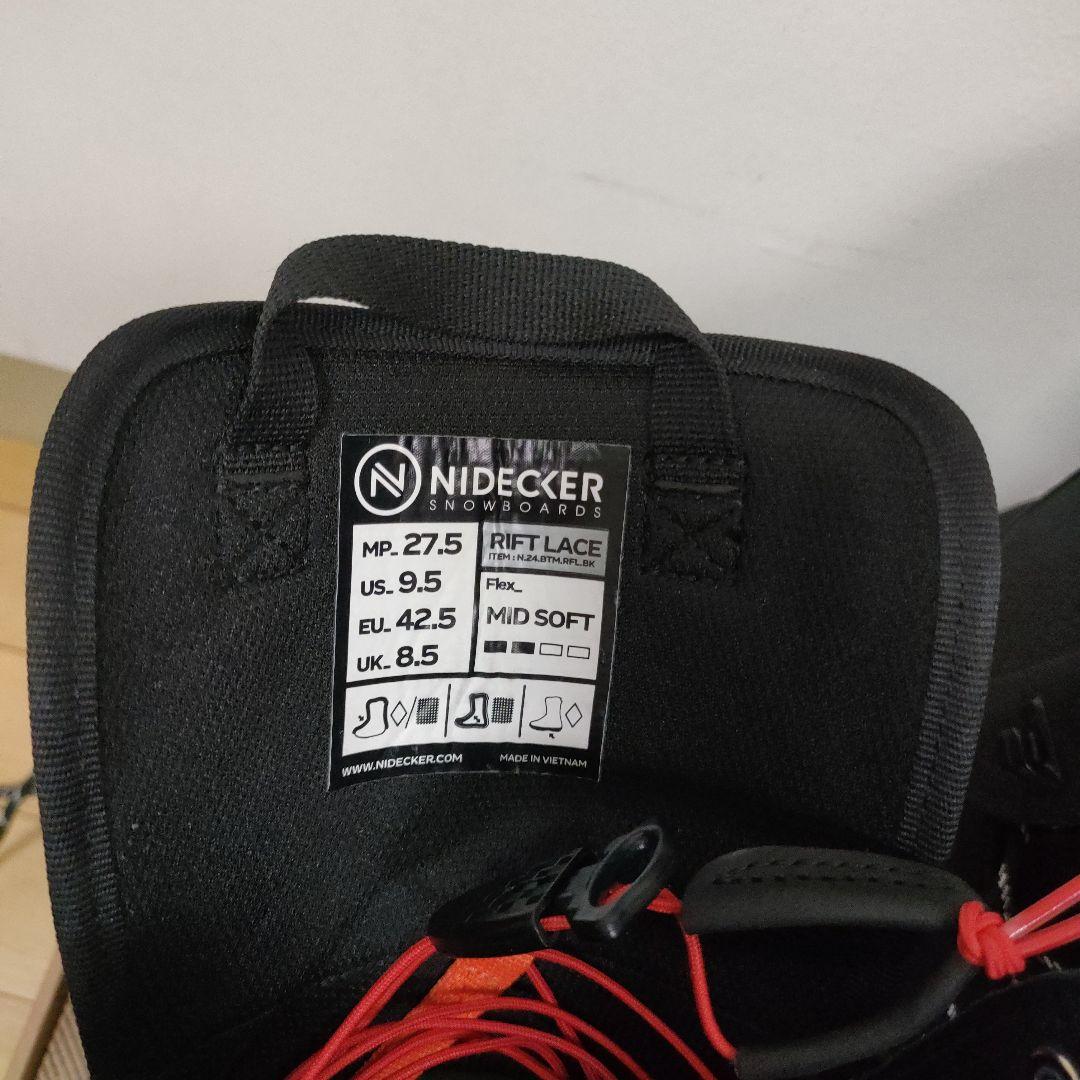 N NIDECKER
SNOWBOARDS
MP_ 27.5
US_ 9.5
EU_ 42.5
UK_ 8.5
RIFT LACE
ITEM : N.24.BTM.RFL.BK
Flex_
MID SOFT
WWW.NIDECKER.COM
MADE IN VIETNAM